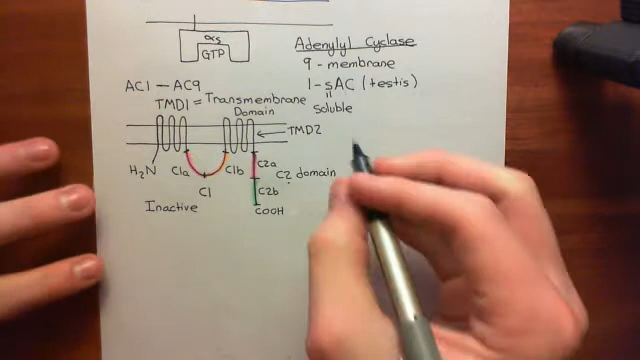 αs
GTP
Adenylyl Cyclase
9 - membrane
1 - sAC (testis)
Soluble
AC1 — AC9
TMD1 = Transmembrane
Domain
TMD2
H₂N
C1a
C1b
C1
C2a
C2 domain
C2b
COOH
Inactive